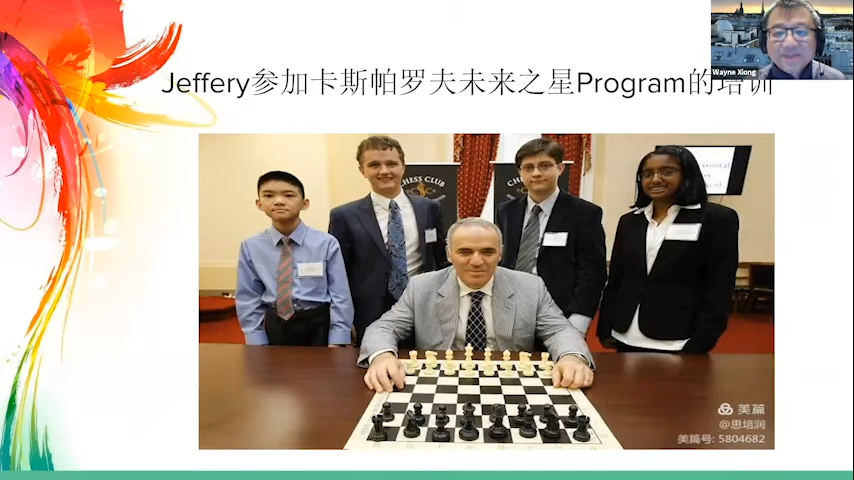 Wayne Xiong
Jeffery参加卡斯帕罗夫未来之星Program的培训
CHESS CLUB
美篇
@思培润
美篇号: 5804682